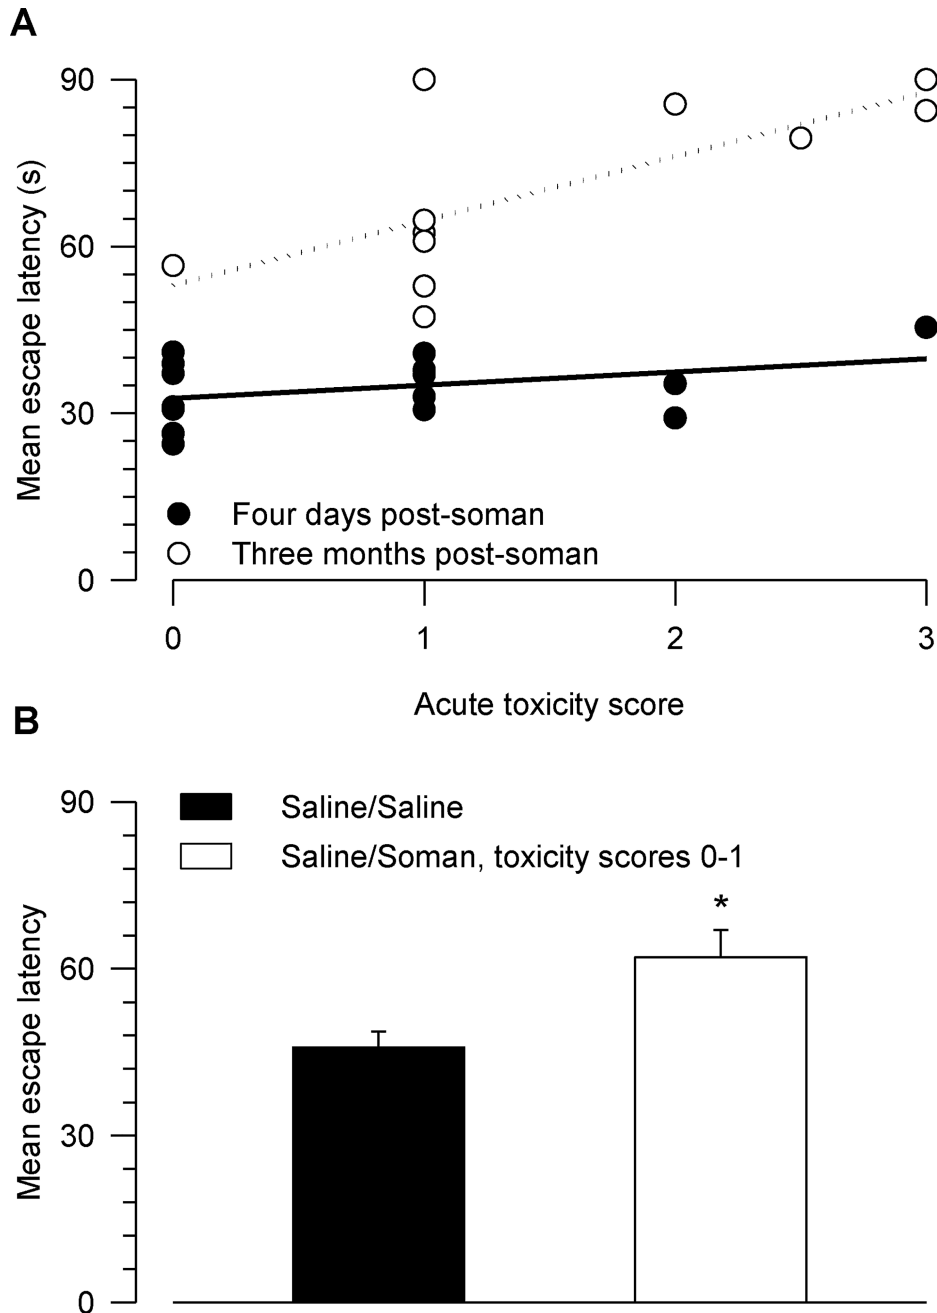 A
90
60
30
0
Mean escape latency (s)
Four days post-soman
Three months post-soman
0 1 2 3
Acute toxicity score
B
90
60
30
0
Mean escape latency
Saline/Saline
Saline/Soman, toxicity scores 0-1
*